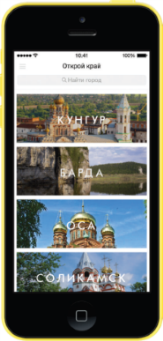 10.41
100%
Открой край
Найти город
КУНГУР
БАРДА
ОСА
СОЛИКАМСК